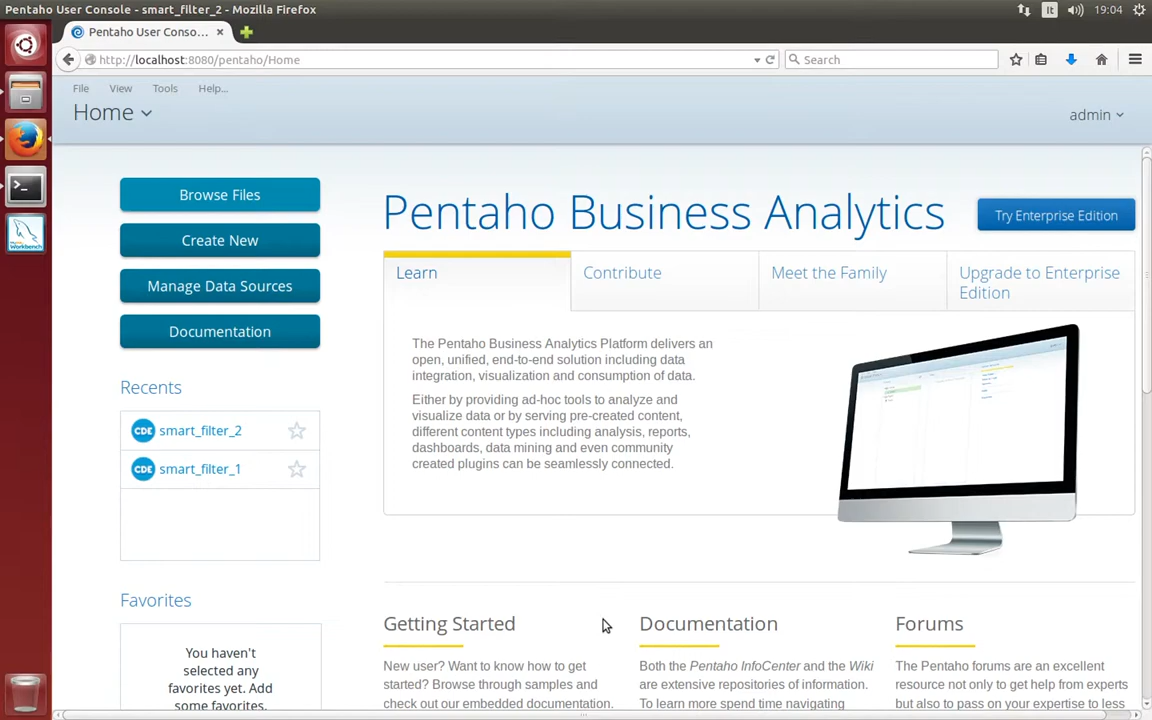 Pentaho User Console - smart_filter_2 - Mozilla Firefox
It
19:04
Pentaho User Conso...
http://localhost:8080/pentaho/Home
Search
File View Tools Help...
Home
admin
Browse Files
Create New
Manage Data Sources
Documentation
Recents
CDE smart_filter_2
CDE smart_filter_1
Favorites
You haven't
selected any
favorites yet. Add
some favorites.
Pentaho Business Analytics
Try Enterprise Edition
Learn
Contribute
Meet the Family
Upgrade to Enterprise
Edition
The Pentaho Business Analytics Platform delivers an
open, unified, end-to-end solution including data
integration, visualization and consumption of data.
Either by providing ad-hoc tools to analyze and
visualize data or by serving pre-created content,
different content types including analysis, reports,
dashboards, data mining and even community
created plugins can be seamlessly connected.
Getting Started
New user? Want to know how to get
started? Browse through samples and
check out our embedded documentation.
Documentation
Both the Pentaho InfoCenter and the Wiki
are extensive repositories of information.
To learn more spend time navigating
Forums
The Pentaho forums are an excellent
resource not only to get help from experts
but also to pass on your expertise to less
Workbench